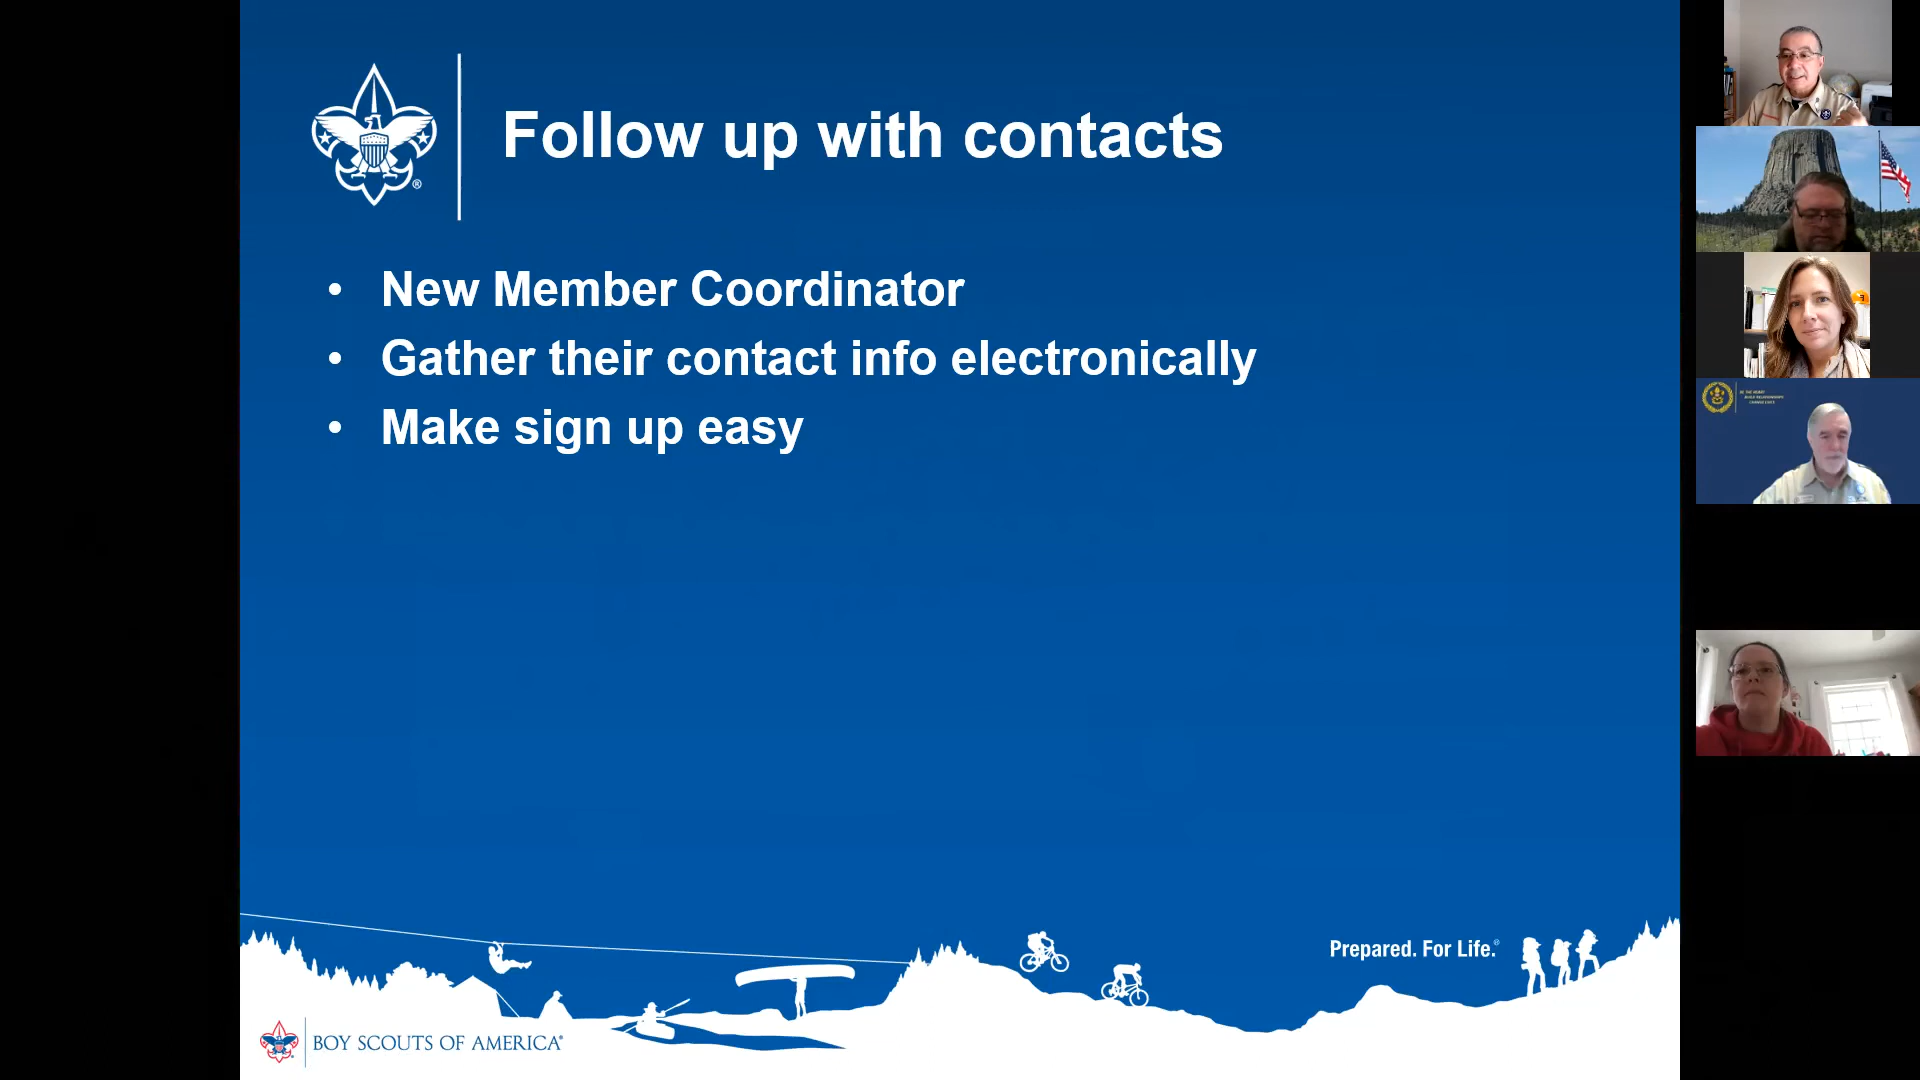 Follow up with contacts
• New Member Coordinator
• Gather their contact info electronically
• Make sign up easy
Prepared. For Life.®
BOY SCOUTS OF AMERICA®